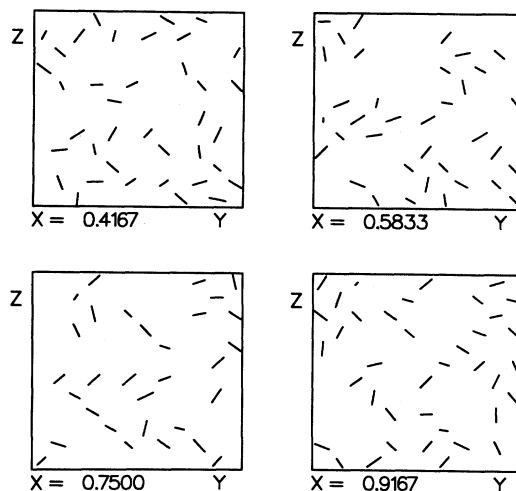 Z
Z
X = 0.4167 Y
X = 0.5833 Y
Z
Z
X = 0.7500 Y
X = 0.9167 Y